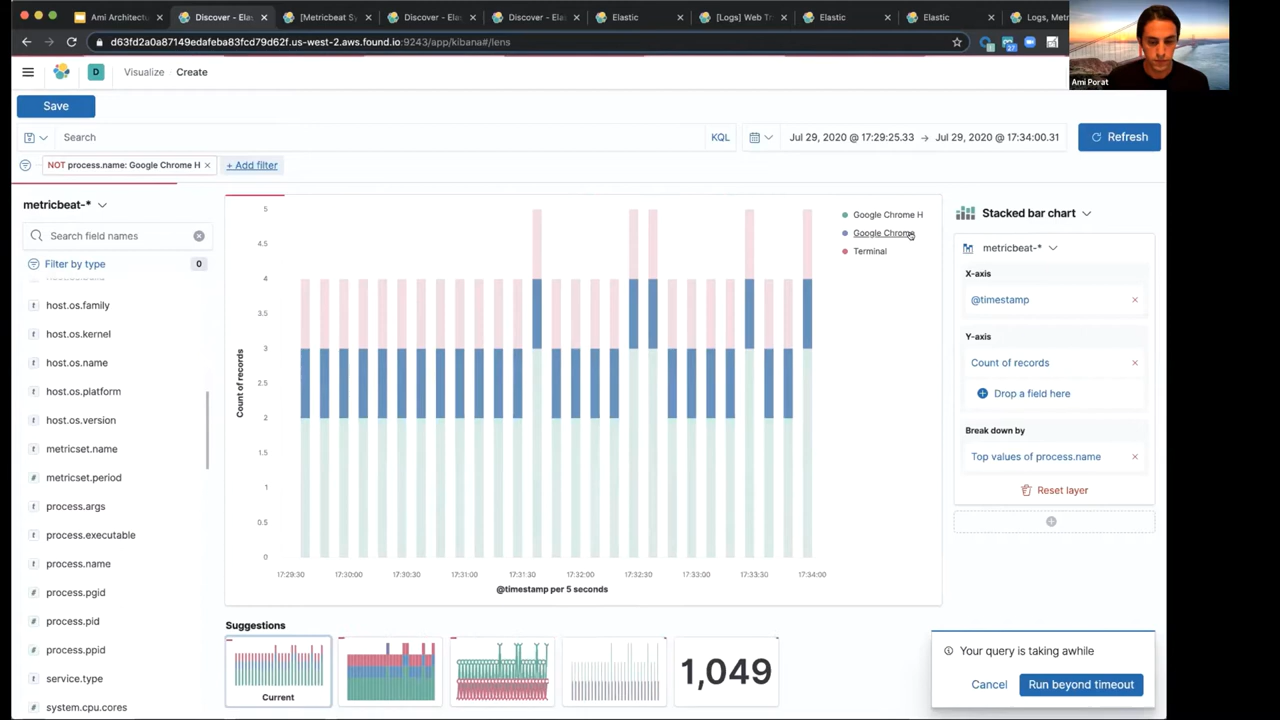 Ami Architectu
Discover - Ela
[Metricbeat Sy
Discover - Elas
Discover - Elas
Elastic
[Logs] Web Tr
Elastic
Elastic
Logs, Met
d63fd2a0a87149edafeba83fcd79d62f.us-west-2.aws.found.io:9243/app/kibana#/lens
27
Ami Porat
D
Visualize
Create
Save
Search
KQL
Jul 29, 2020 @ 17:29:25.33 → Jul 29, 2020 @ 17:34:00.31
Refresh
NOT process.name: Google Chrome H ×
+ Add filter
metricbeat-*
Search field names
Filter by type
0
t host.os.family
t host.os.kernel
t host.os.name
t host.os.platform
t host.os.version
t metricset.name
# metricset.period
t process.args
t process.executable
t process.name
# process.pgid
# process.pid
# process.ppid
t service.type
# system.cpu.cores
5
4.5
4
3.5
3
2.5
2
1.5
1
0.5
0
Count of records
17:29:30
17:30:00
17:30:30
17:31:00
17:31:30
17:32:00
17:32:30
17:33:00
17:33:30
17:34:00
@timestamp per 5 seconds
Google Chrome H
Google Chrome
Terminal
Stacked bar chart
metricbeat-*
X-axis
@timestamp ×
Y-axis
Count of records ×
Drop a field here
Break down by
Top values of process.name ×
Reset layer
Suggestions
Current
1,049
Your query is taking awhile
Cancel
Run beyond timeout